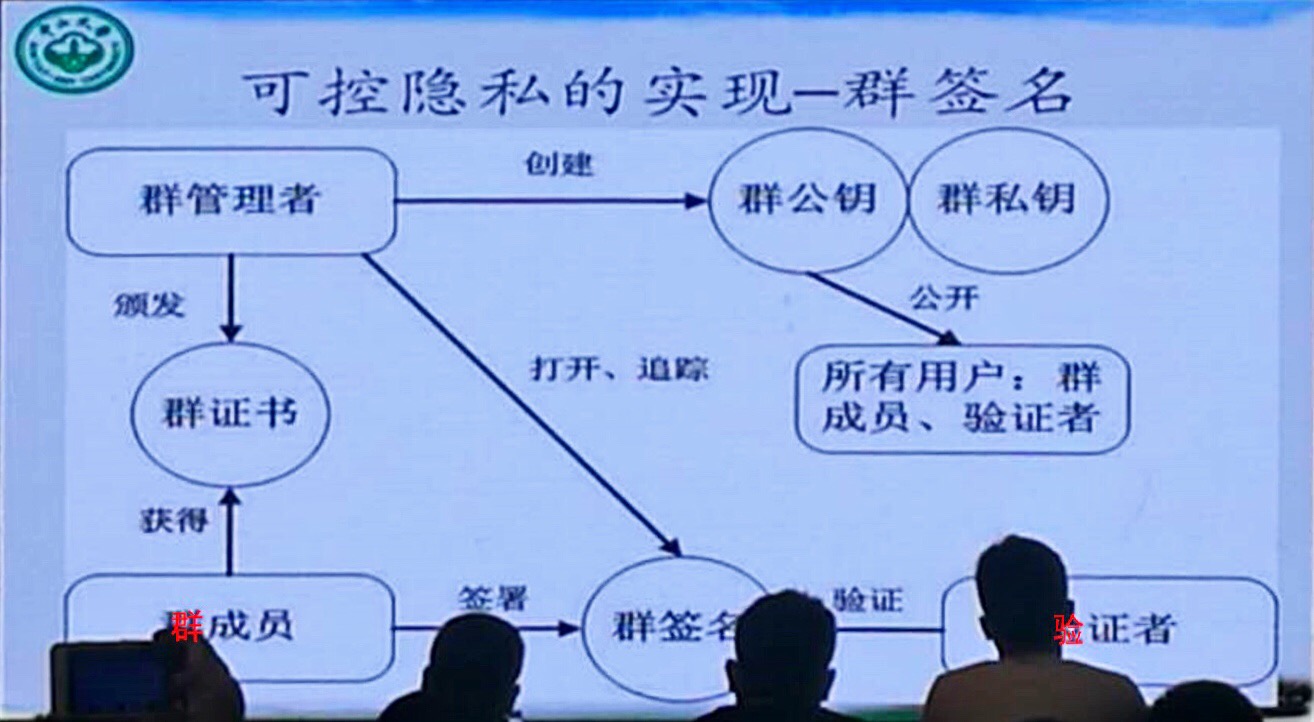 可控隐私的实现—群签名
创建
群管理者
群公钥
群私钥
颁发
公开
打开、追踪
所有用户：群
成员、验证者
群证书
获得
签署
验证
群成员
群签名
验证者